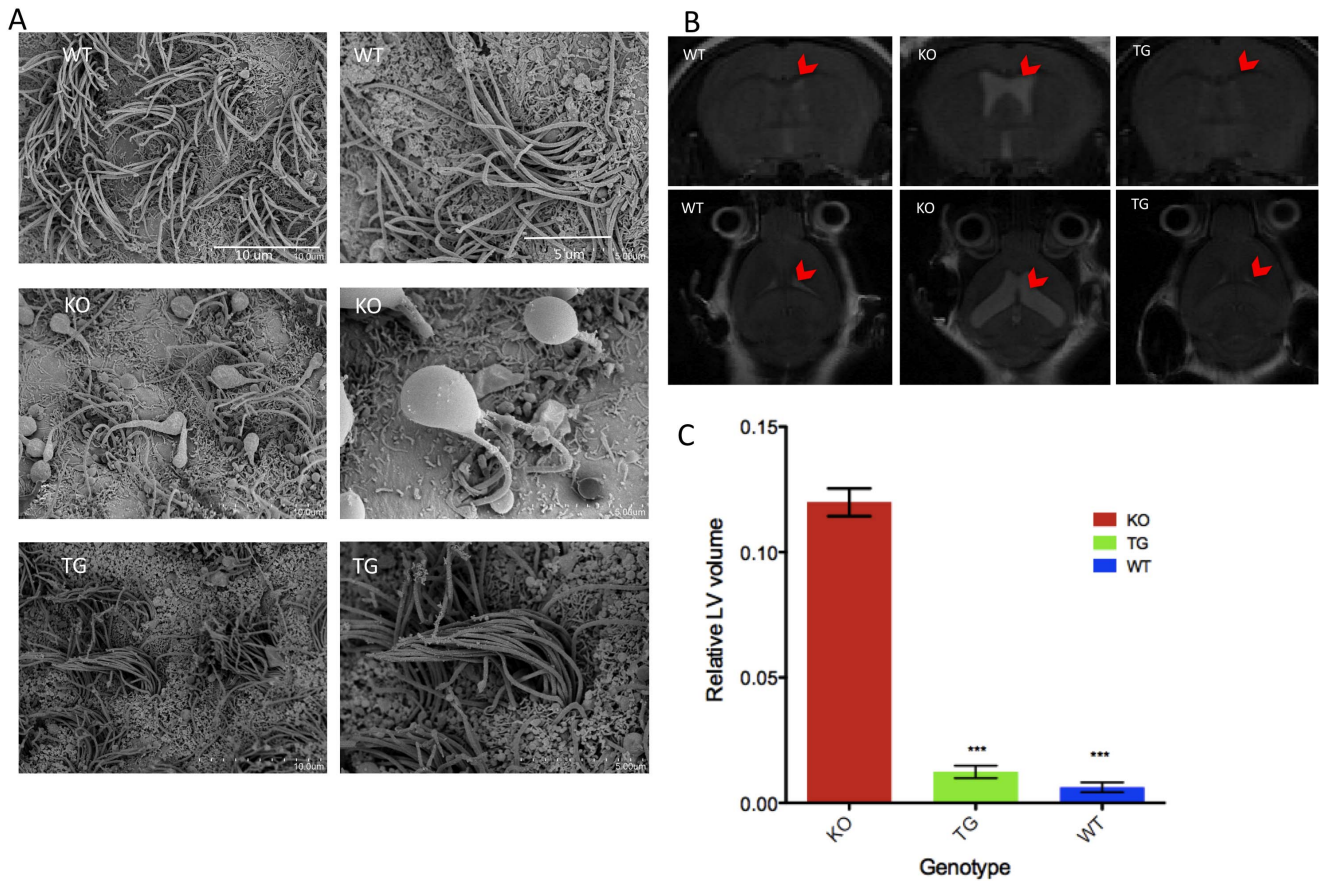 A
WT
10 um
10.0um
WT
5 um
5.00um
KO
10.0um
KO
5.00um
TG
10.0um
TG
5.00um
B
WT
KO
TG
WT
KO
TG
C
0.15
0.10
0.05
0.00
Relative LV volume
KO
TG
WT
***
***
KO
TG
WT
Genotype